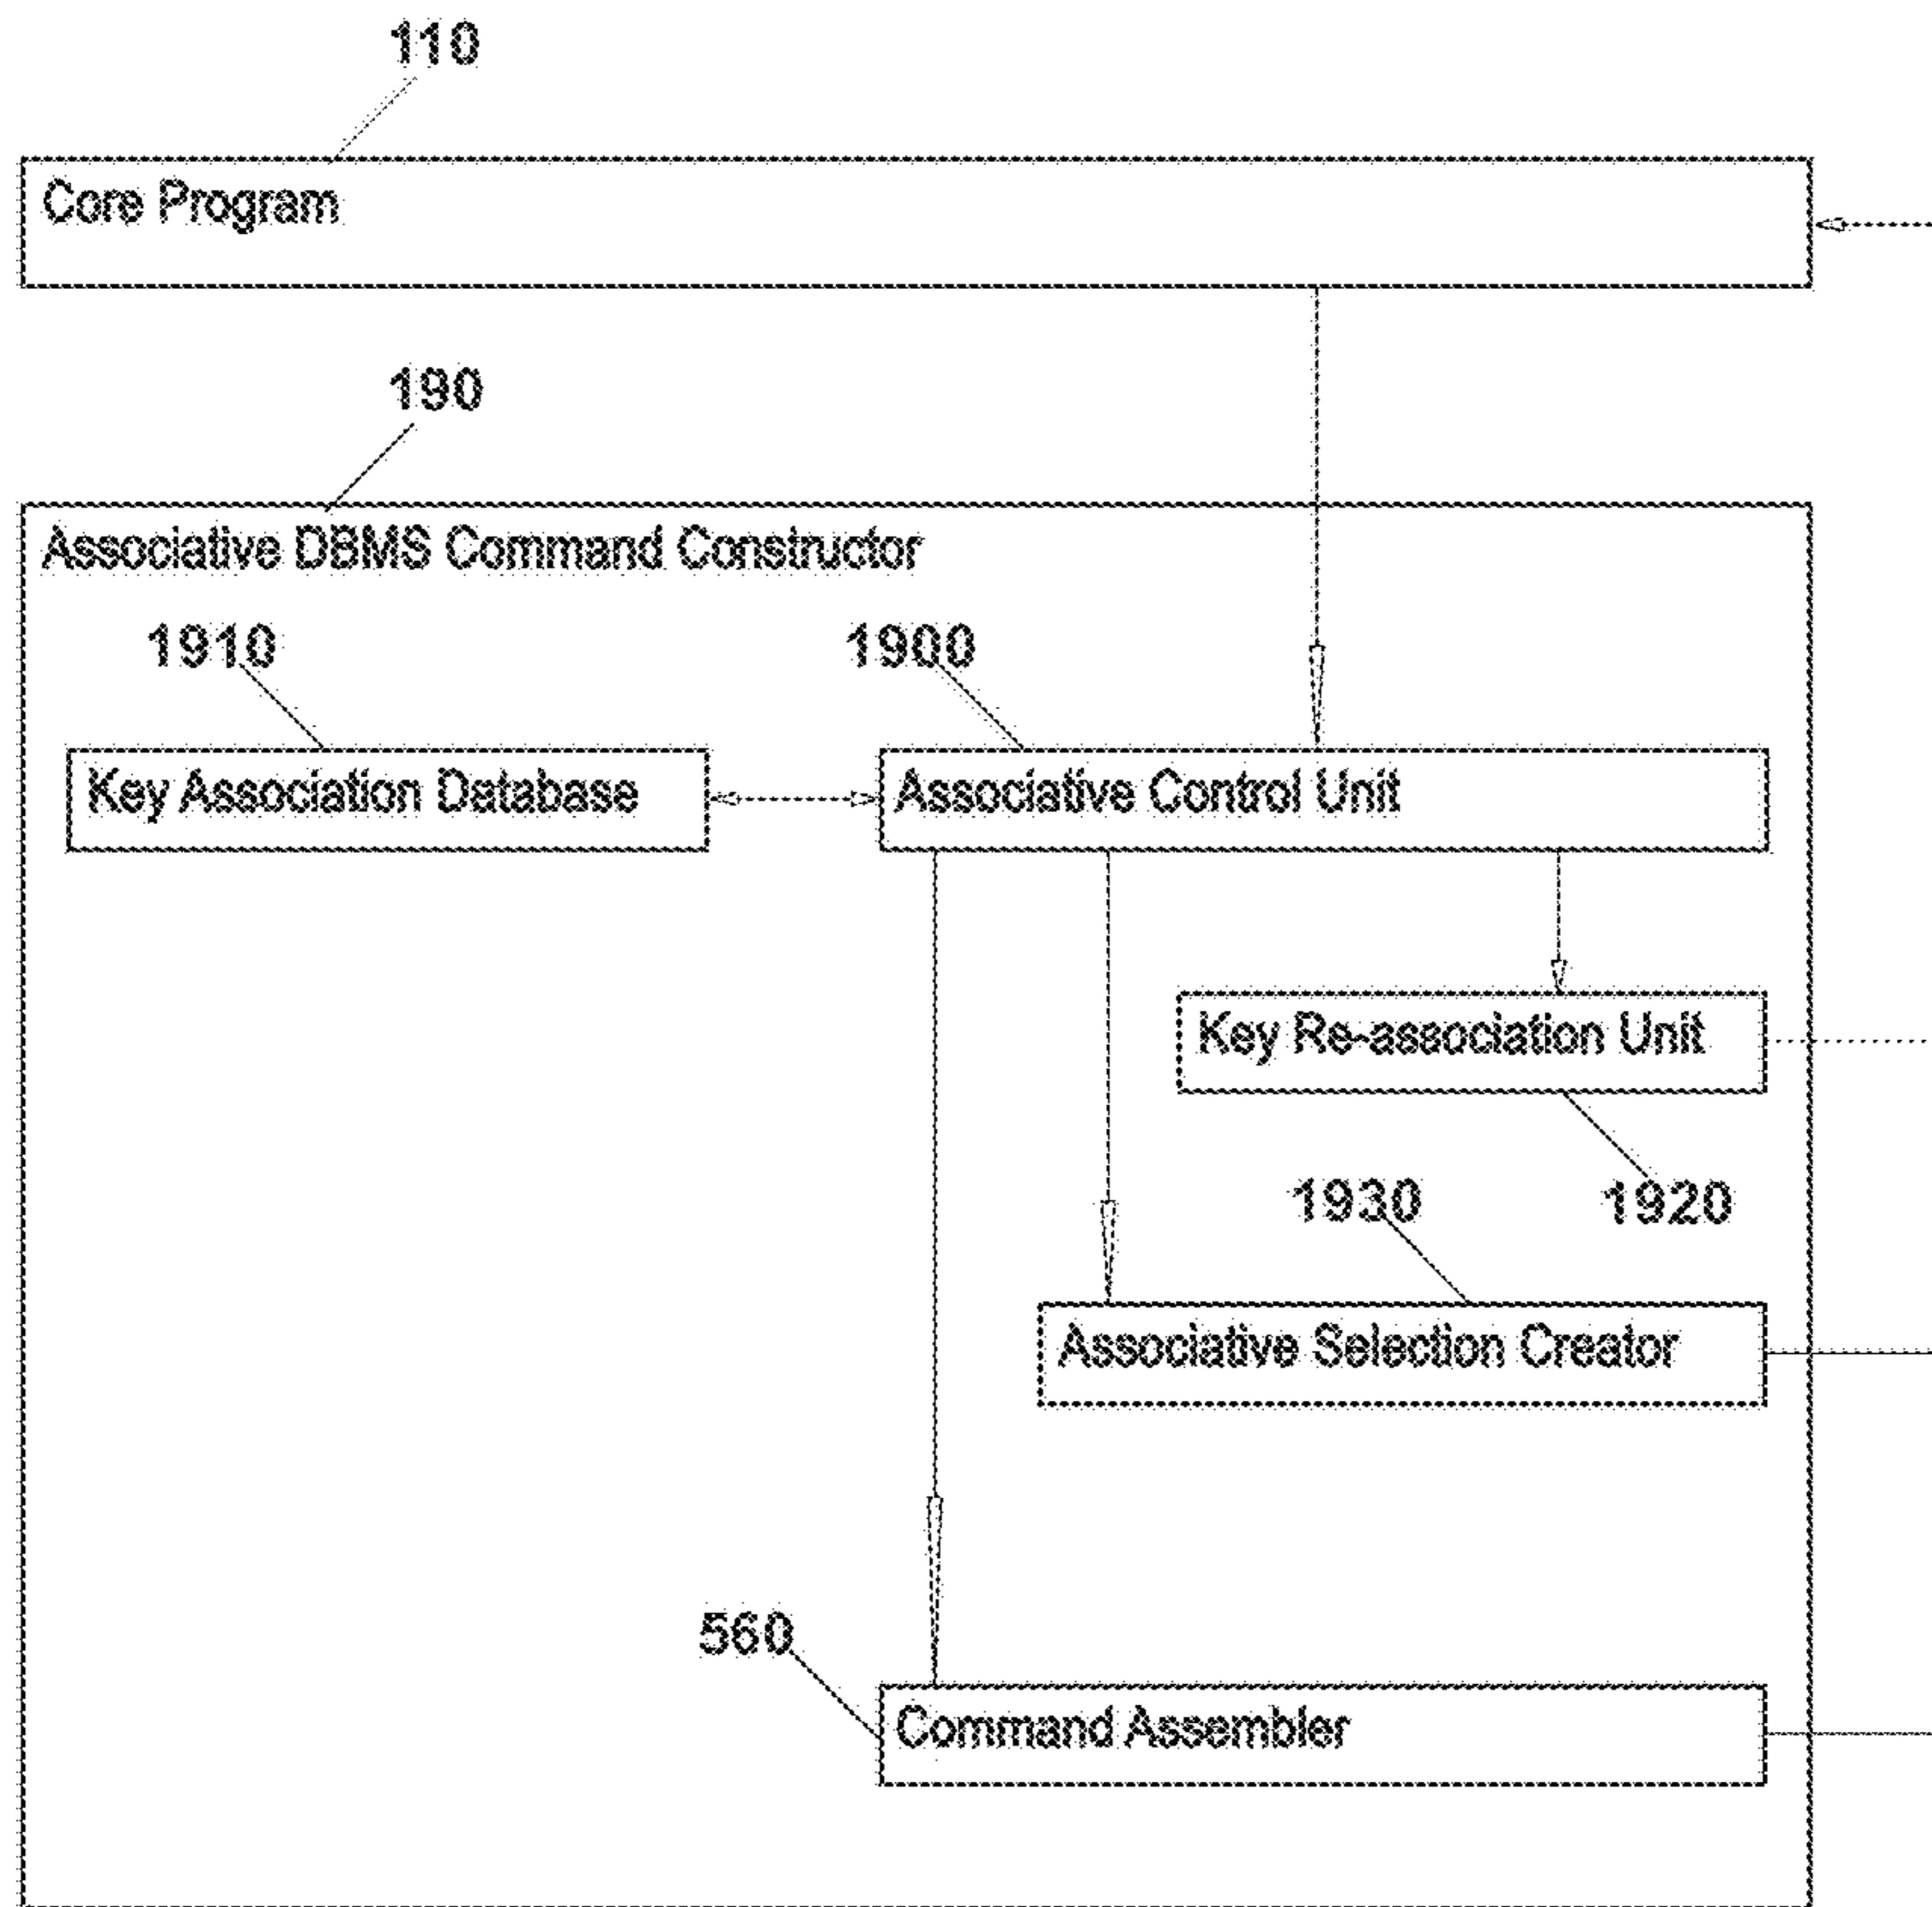 110
Core Program
190
Associative DBMS Command Constructor
1910
1900
Key Association Database
Associative Control Unit
Key Re-association Unit
1930
1920
Associative Selection Creator
560
Command Assembler